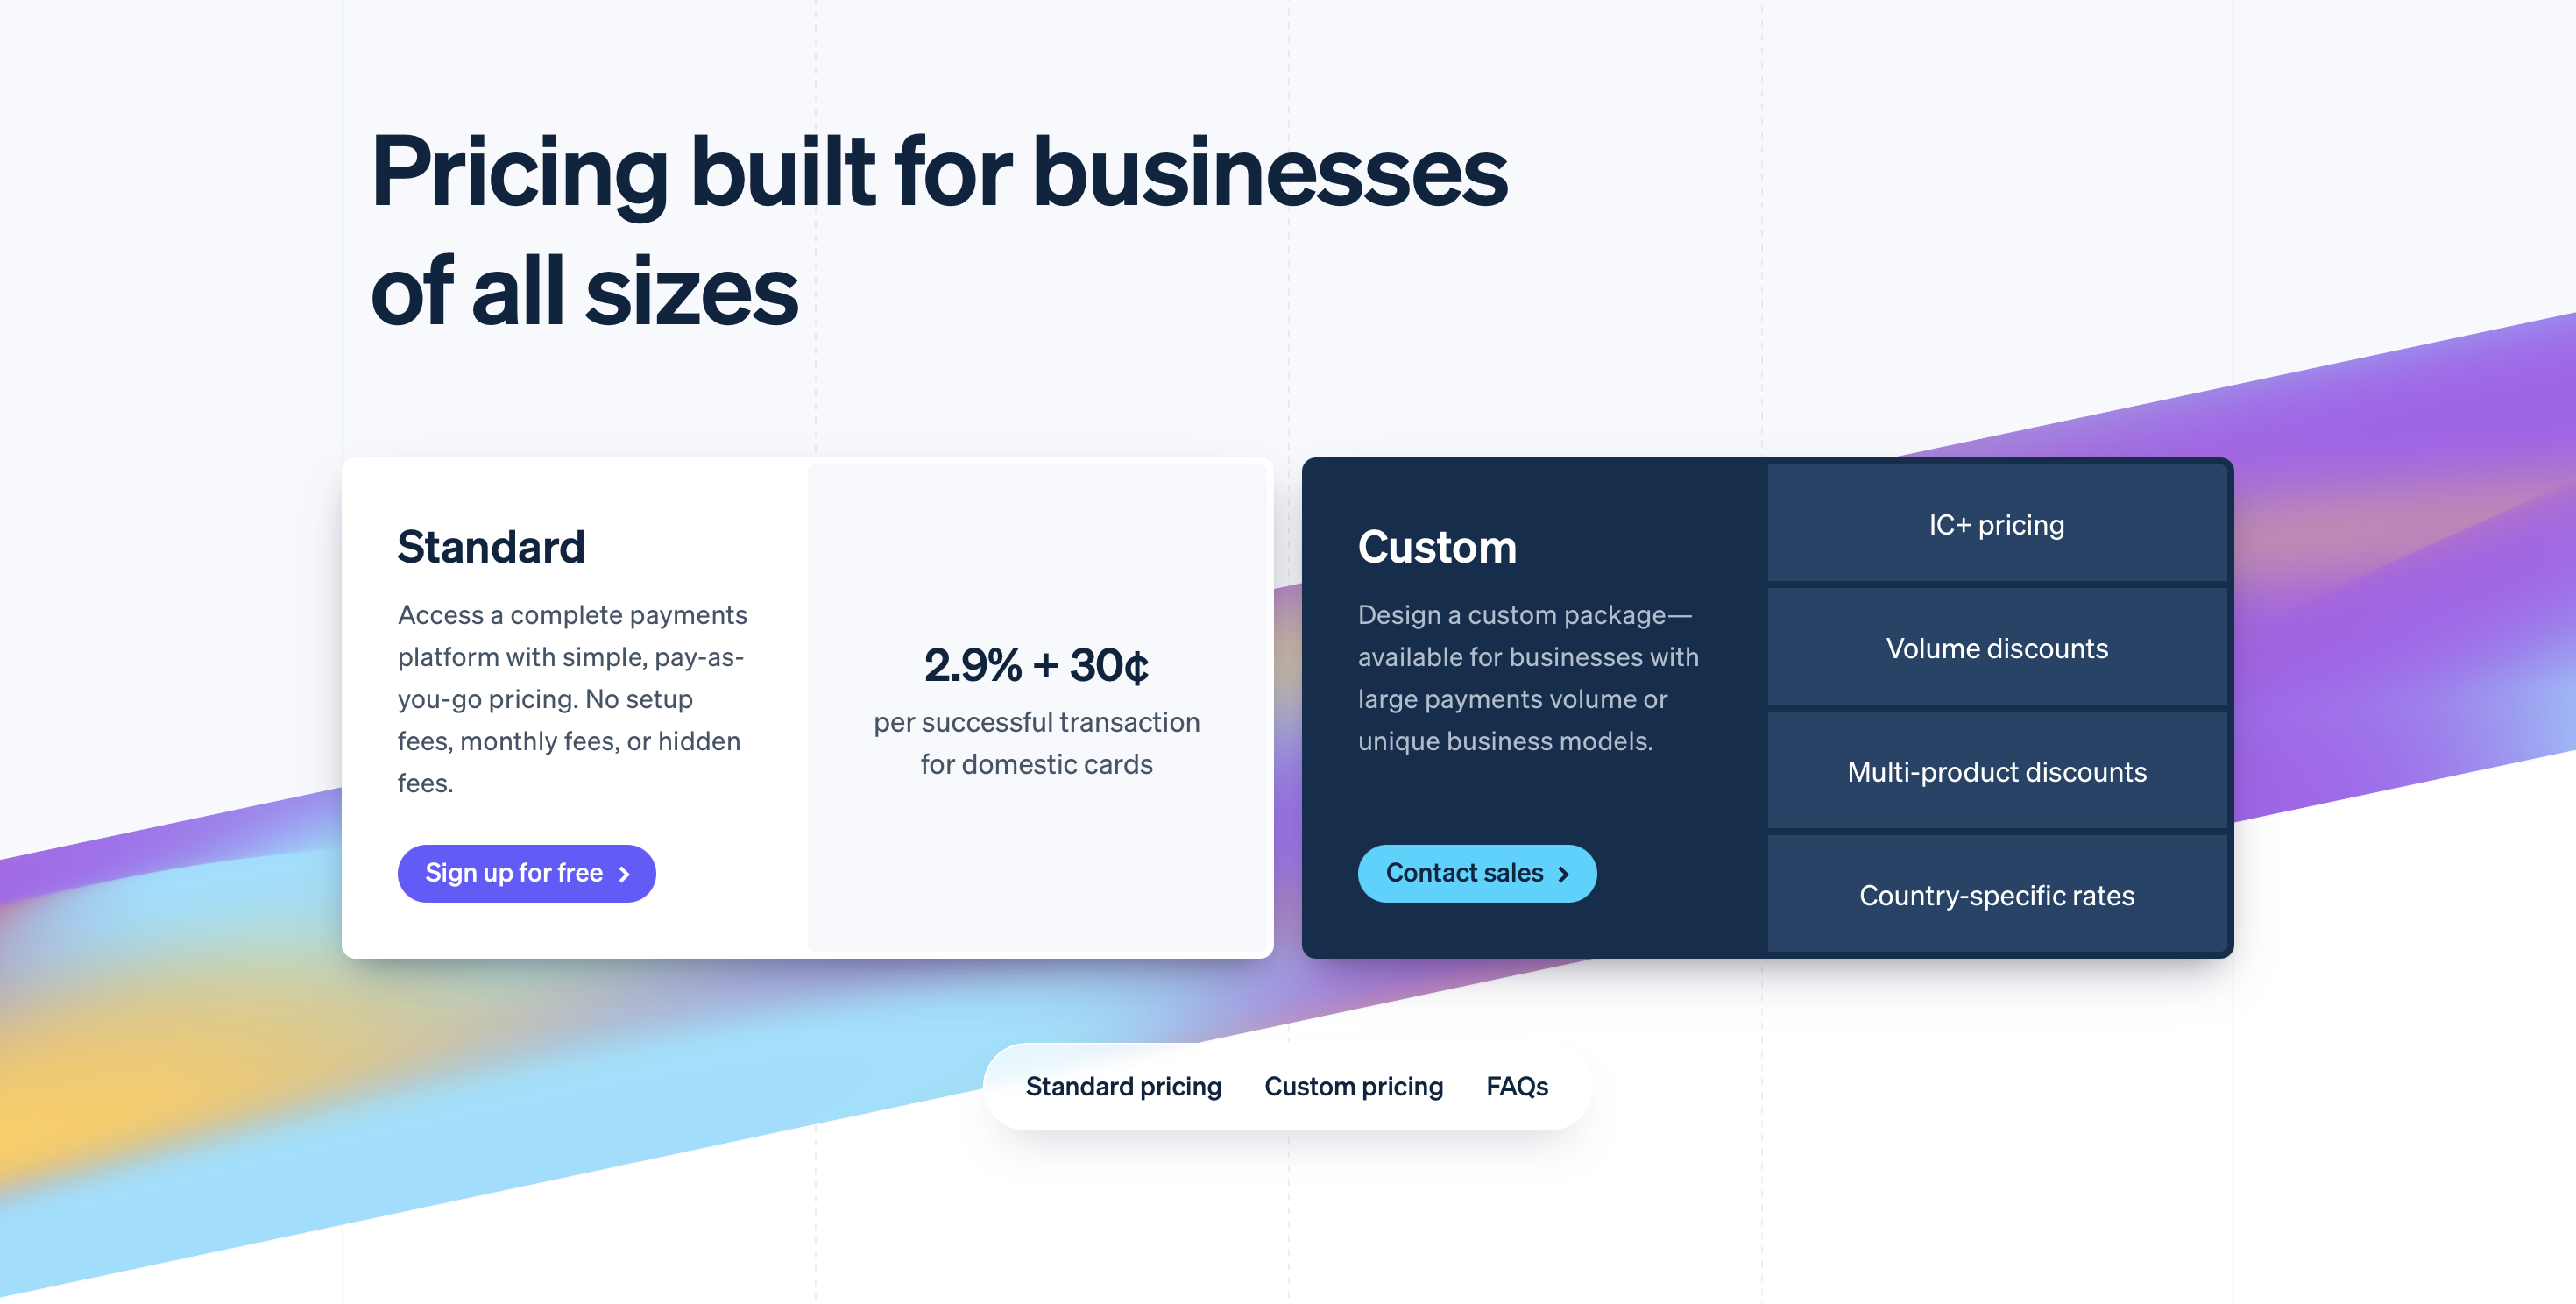 Pricing built for businesses
of all sizes
Standard
Access a complete payments
platform with simple, pay-as-
you-go pricing. No setup
fees, monthly fees, or hidden
fees.
Sign up for free
2.9% + 30¢
per successful transaction
for domestic cards
Custom
Design a custom package—
available for businesses with
large payments volume or
unique business models.
Contact sales
IC+ pricing
Volume discounts
Multi-product discounts
Country-specific rates
Standard pricing
Custom pricing
FAQs